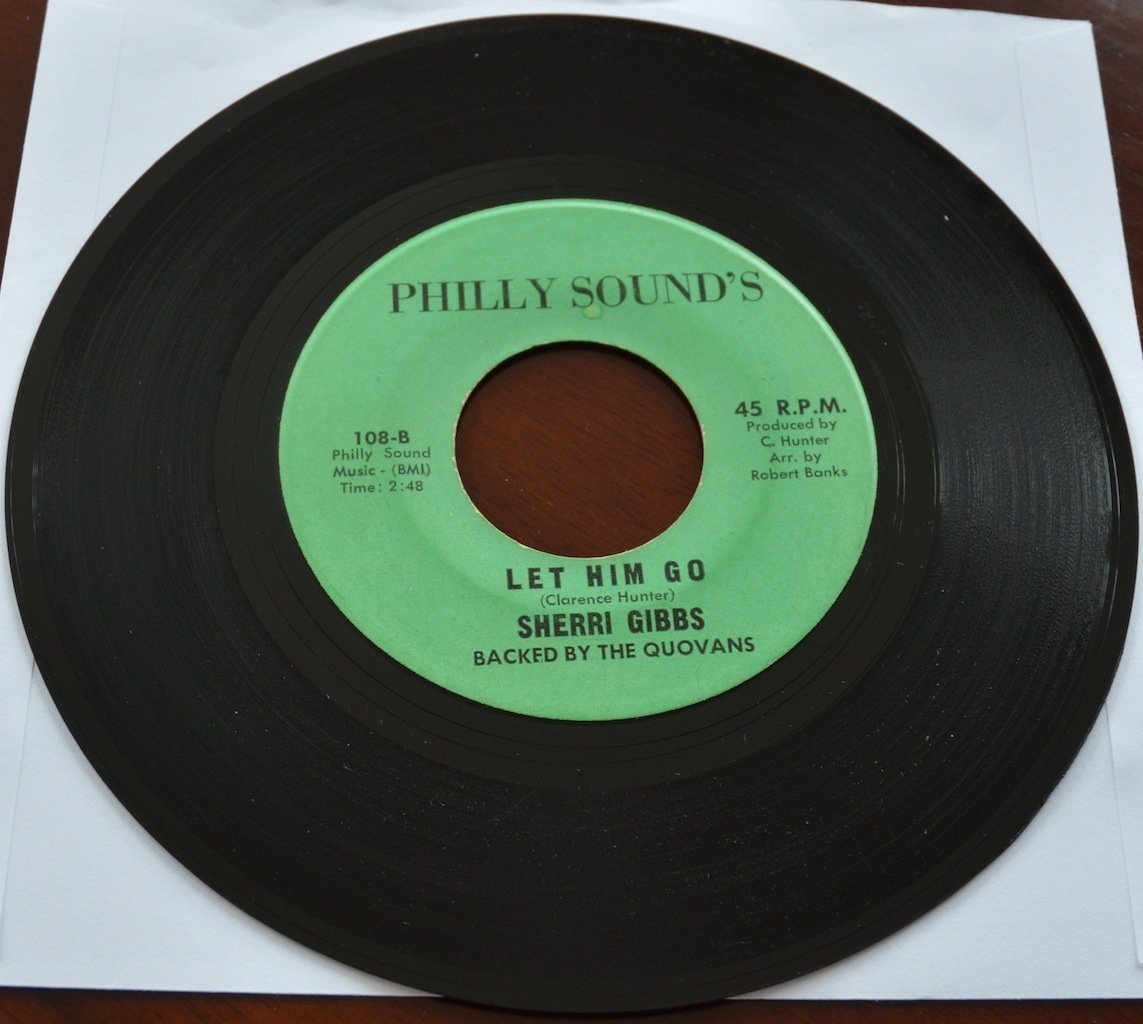 PHILLY SOUND'S
108-B
Philly Sound
Music - (BMI)
Time: 2:48
45 R.P.M.
Produced by
C. Hunter
Arr. by
Robert Banks
LET HIM GO
(Clarence Hunter)
SHERRI GIBBS
BACKED BY THE QUOVANS